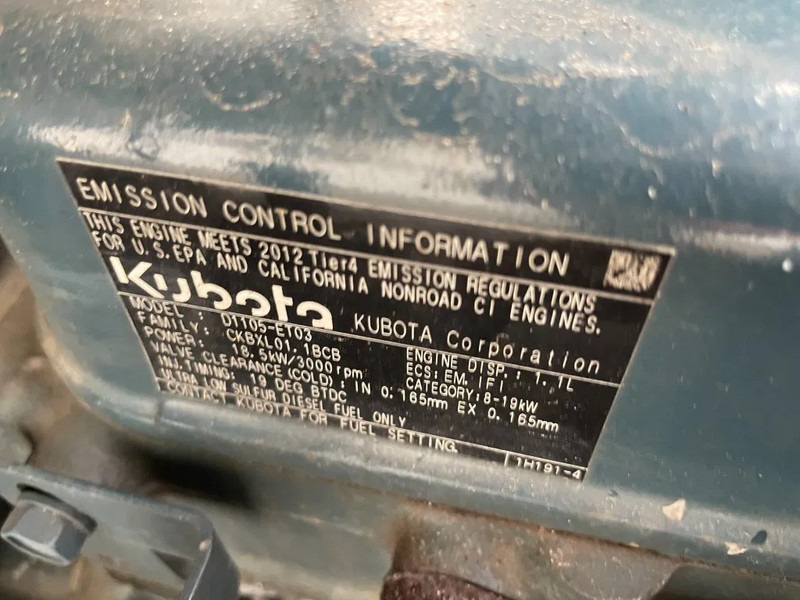 EMISSION CONTROL INFORMATION
THIS ENGINE MEETS 2012 Tier4 EMISSION REGULATIONS
FOR U.S.EPA AND CALIFORNIA NONROAD CI ENGINES.
Kubota KUBOTA Corporation
MODEL : D1105-ET03 ENGINE DISP.: 1.1L
FAMILY: CKBXL01.1BCB ECS: EM, IFI
POWER: 18.5kW/3000rpm CATEGORY: 8-19kW
VALVE CLEARANCE (COLD): IN 0.165mm EX 0.165mm
INJ.TIMING: 19 DEG BTDC
ULTRA LOW SULFUR DIESEL FUEL ONLY
CONTACT KUBOTA FOR FUEL SETTING.
1H191-4